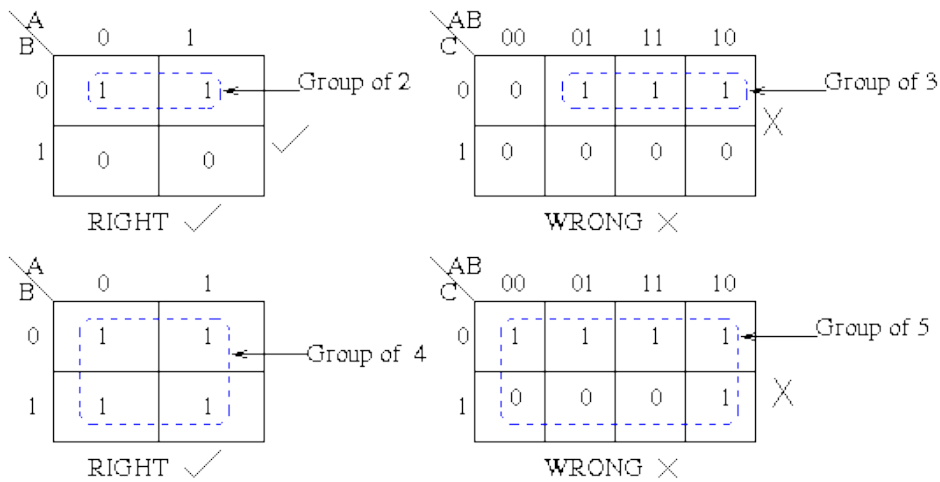 A
B
0 1
0 1 1
Group of 2
1 0 0
RIGHT ✓
AB
C
00 01 11 10
0 0 1 1 1
Group of 3
1 0 0 0 0
WRONG ×
A
B
0 1
0 1 1
Group of 4
1 1 1
RIGHT ✓
AB
C
00 01 11 10
0 1 1 1 1
Group of 5
1 0 0 0 1
WRONG ×